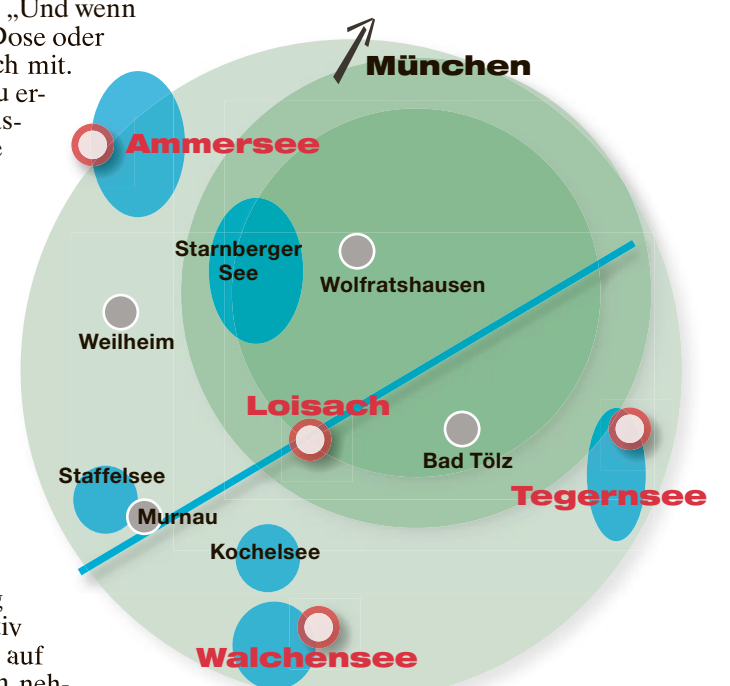 „Und wenn
Dose oder
ch mit.
u er-
s-
e
München
Ammersee
Starnberger
See
Wolfratshausen
Weilheim
Loisach
Bad Tölz
Staffelsee
Tegernsee
Murnau
Kochelsee
g
tiv
auf
n neh-
Walchensee